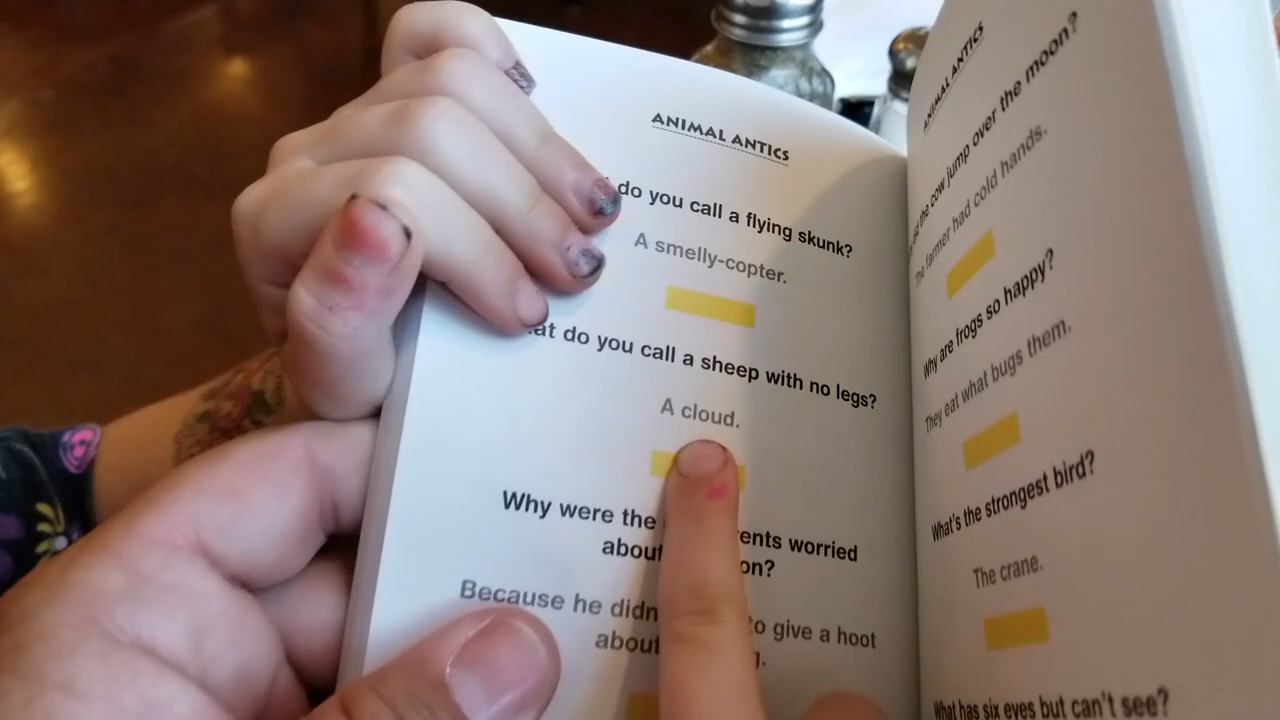 ANIMAL ANTICS
do you call a flying skunk?
A smelly-copter.
at do you call a sheep with no legs?
A cloud.
Why were the ents worried
about on?
Because he didn to give a hoot
about
ANIMAL ANTICS
did the cow jump over the moon?
The farmer had cold hands.
Why are frogs so happy?
They eat what bugs them.
What's the strongest bird?
The crane.
What has six eyes but can't see?